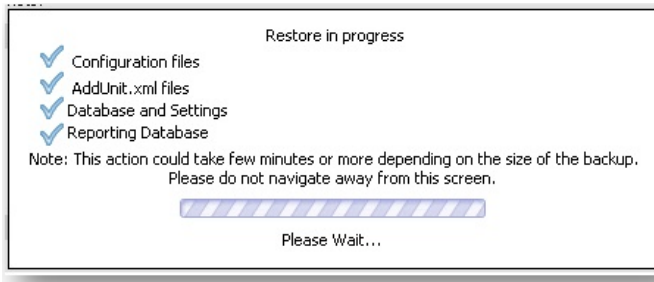 Restore in progress
Configuration files
AddUnit.xml files
Database and Settings
Reporting Database
Note: This action could take few minutes or more depending on the size of the backup.
Please do not navigate away from this screen.
Please Wait...